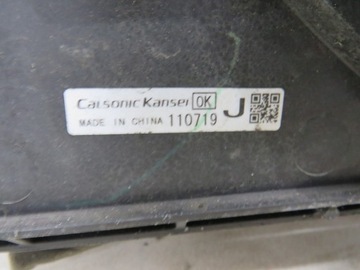 Calsonic Kansei OK J
MADE IN CHINA 110719